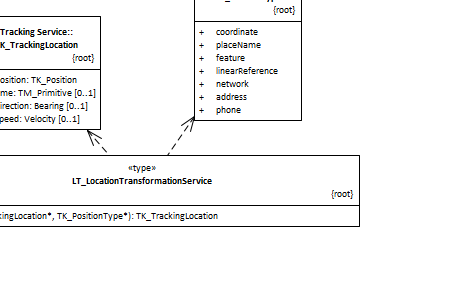 Tracking Service::
K_TrackingLocation
{root}
osition: TK_Position
me: TM_Primitive [0..1]
irection: Bearing [0..1]
peed: Velocity [0..1]
{root}
+ coordinate
+ placeName
+ feature
+ linearReference
+ network
+ address
+ phone
«type»
LT_LocationTransformationService
{root}
kingLocation*, TK_PositionType*): TK_TrackingLocation